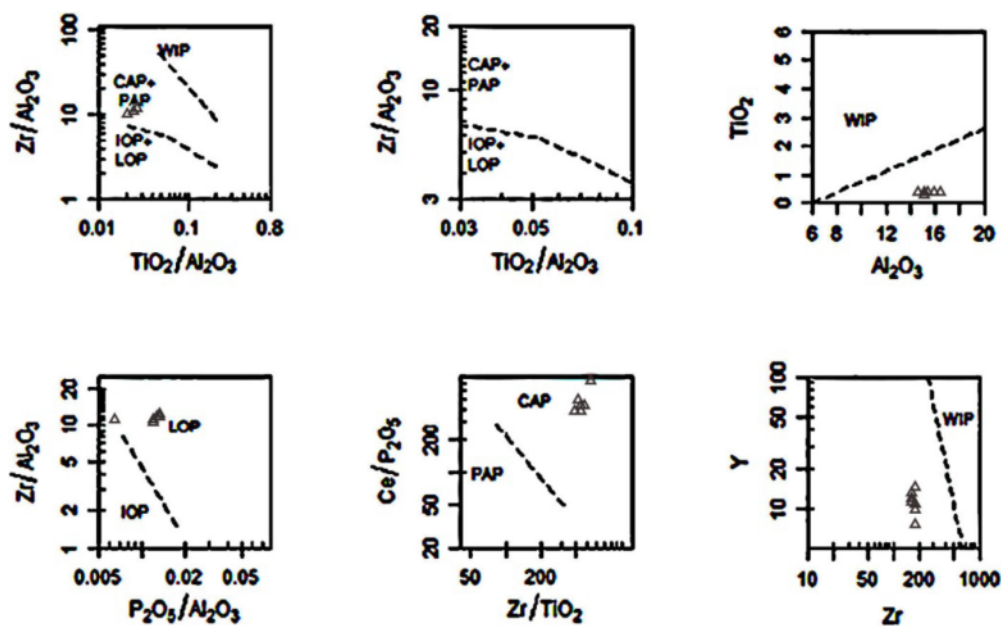 Zr/Al₂O₃
100
10
1
WIP
CAP+
PAP
IOP+
LOP
0.01 0.1 0.8
TIO₂/Al₂O₃
Zr/Al₂O₃
20
10
3
CAP+
PAP
IOP+
LOP
0.03 0.05 0.1
TIO₂/Al₂O₃
TIO₂
6
5
4
3
2
1
0
WIP
6 8 12 16 20
Al₂O₃
Zr/Al₂O₃
20
10
5
2
1
LOP
IOP
0.005 0.02 0.05
P₂O₅/Al₂O₃
Ce/P₂O₅
200
50
20
CAP
PAP
50 200
Zr/TIO₂
Y
100
50
20
10
WIP
10 50 200 1000
Zr